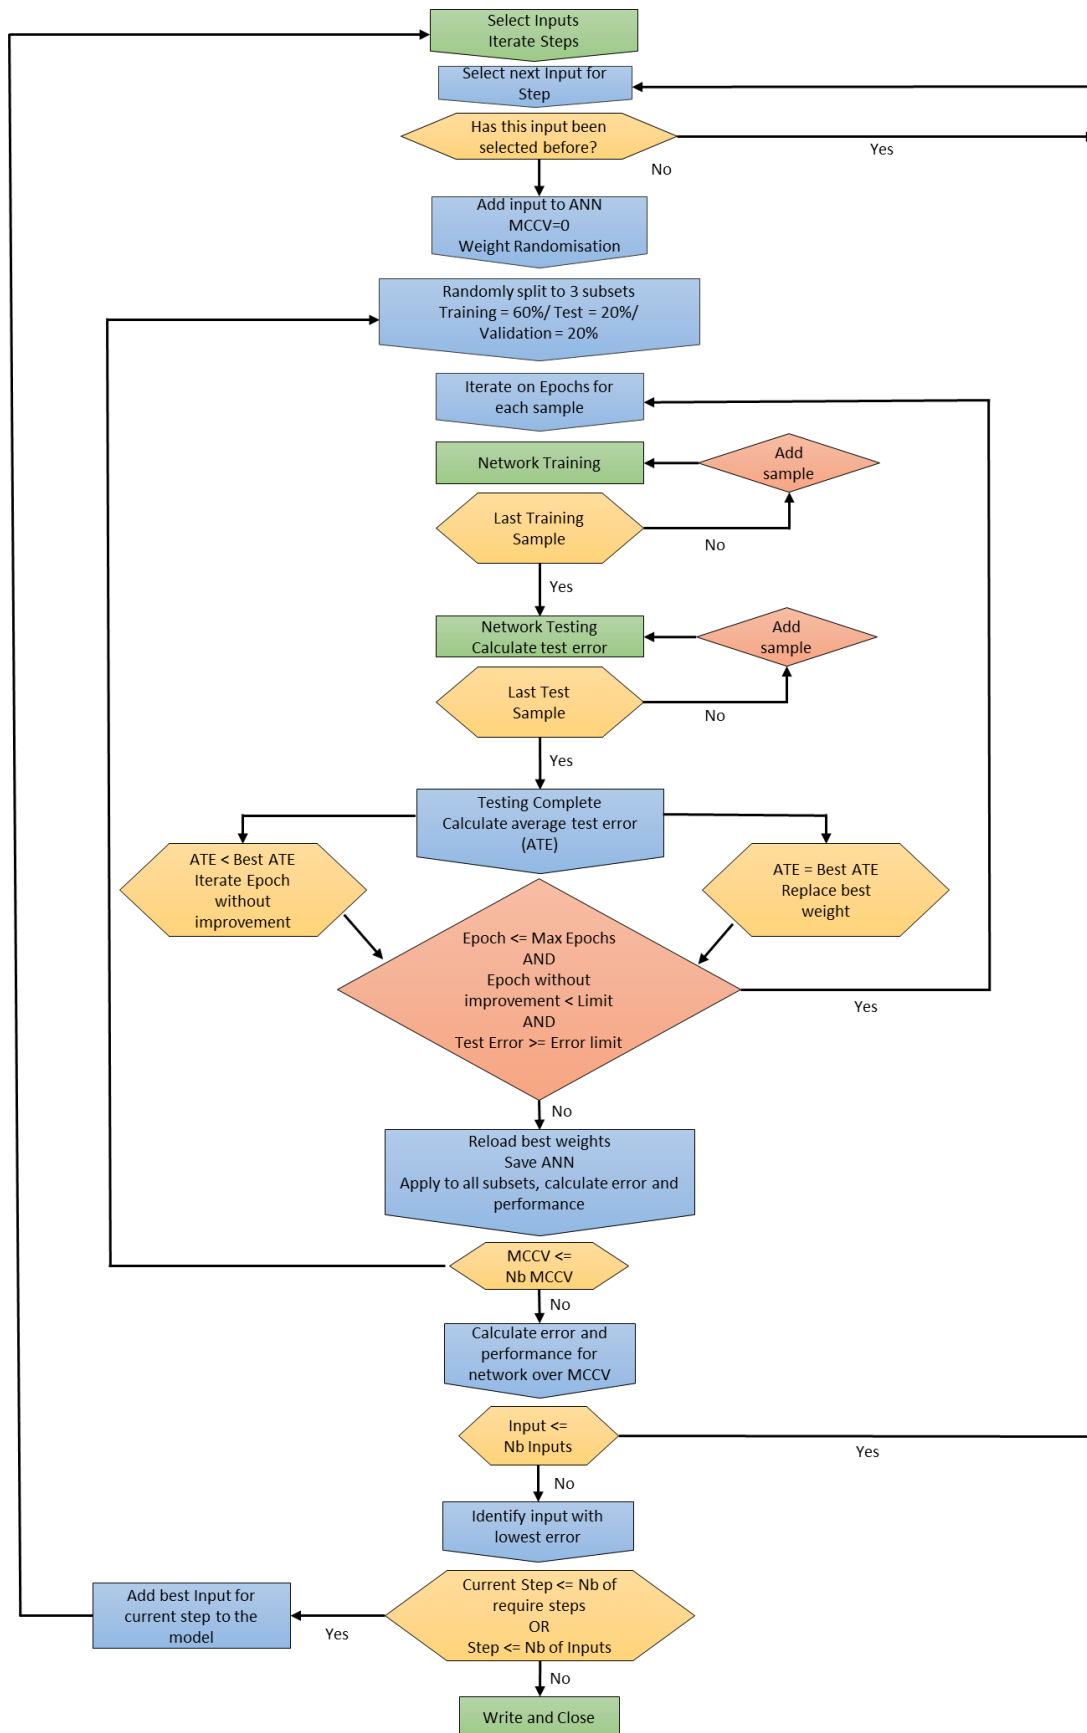 Select Inputs
Iterate Steps
Select next Input for
Step
Has this input been
selected before?
Yes
No
Add input to ANN
MCCV=0
Weight Randomisation
Randomly split to 3 subsets
Training = 60%/ Test = 20%/
Validation = 20%
Iterate on Epochs for
each sample
Network Training
Add
sample
Last Training
Sample
No
Yes
Network Testing
Calculate test error
Add
sample
Last Test
Sample
No
Yes
Testing Complete
Calculate average test error
(ATE)
ATE < Best ATE
Iterate Epoch
without
improvement
ATE = Best ATE
Replace best
weight
Epoch <= Max Epochs
AND
Epoch without
improvement < Limit
AND
Test Error >= Error limit
Yes
No
Reload best weights
Save ANN
Apply to all subsets, calculate error and
performance
MCCV <=
Nb MCCV
No
Calculate error and
performance for
network over MCCV
Input <=
Nb Inputs
Yes
No
Identify input with
lowest error
Current Step <= Nb of
require steps
OR
Step <= Nb of Inputs
Yes
Add best Input for
current step to the
model
No
Write and Close